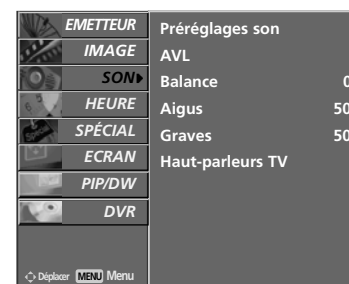 EMETTEUR
IMAGE
SON
HEURE
SPÉCIAL
ECRAN
PIP/DW
DVR
Déplacer MENU Menu
Préréglages son
AVL
Balance 0
Aigus 50
Graves 50
Haut-parleurs TV